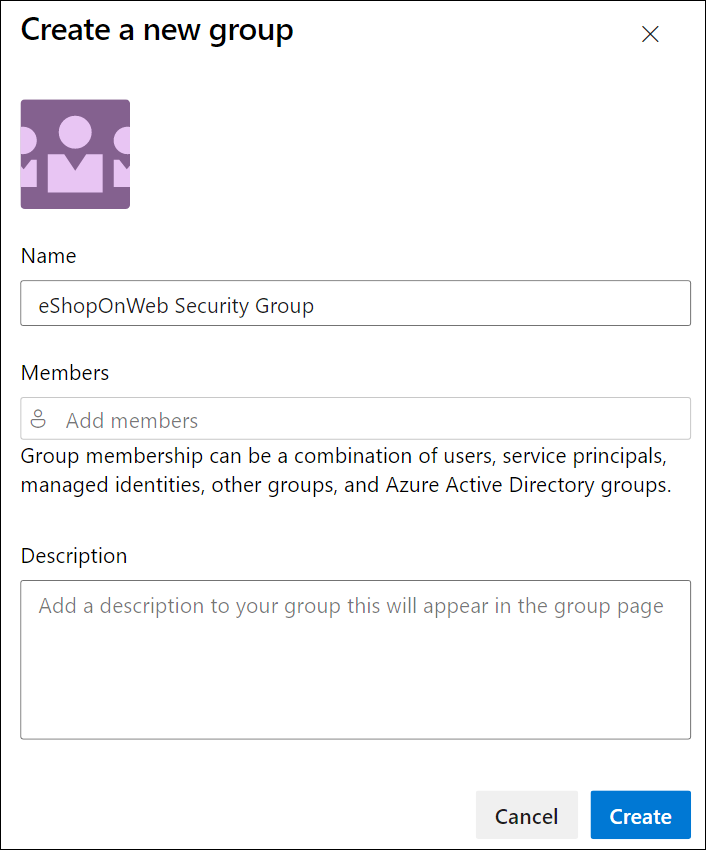 Create a new group
Name
eShopOnWeb Security Group
Members
Add members
Group membership can be a combination of users, service principals,
managed identities, other groups, and Azure Active Directory groups.
Description
Add a description to your group this will appear in the group page
Cancel
Create